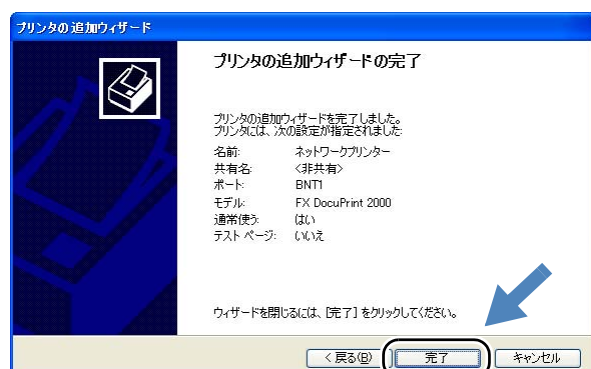 プリンタの追加ウィザード
プリンタの追加ウィザードの完了
プリンタの追加ウィザードを完了しました。
プリンタには、次の設定が指定されました:
名前: ネットワークプリンター
共有名: <非共有>
ポート: BNT1
モデル: FX DocuPrint 2000
通常使う: はい
テスト ページ: いいえ
ウィザードを閉じるには、[完了] をクリックしてください。
< 戻る(B) 完了 キャンセル